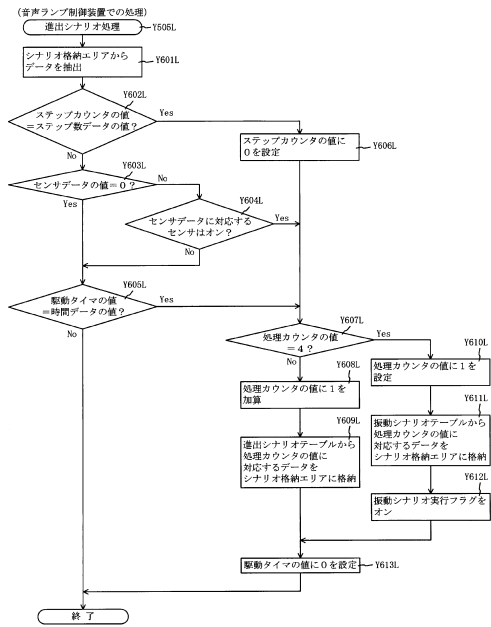 (音声ランプ制御装置での処理)
進出シナリオ処理
Y505L
シナリオ格納エリアから
データを抽出
Y601L
Y602L
ステップカウンタの値
=ステップ数データの値?
Yes
No
ステップカウンタの値に
0を設定
Y606L
Y603L
センサデータの値=0?
No
Yes
Y604L
センサデータに対応する
センサはオン?
Yes
No
Y605L
駆動タイマの値
=時間データの値?
Yes
No
Y607L
処理カウンタの値
=4?
Yes
No
Y608L
処理カウンタの値に1を
加算
Y609L
進出シナリオテーブルから
処理カウンタの値に
対応するデータを
シナリオ格納エリアに格納
Y610L
処理カウンタの値に1を
設定
Y611L
振動シナリオテーブルから
処理カウンタの値に
対応するデータを
シナリオ格納エリアに格納
Y612L
振動シナリオ実行フラグを
オン
駆動タイマの値に0を設定
Y613L
終了